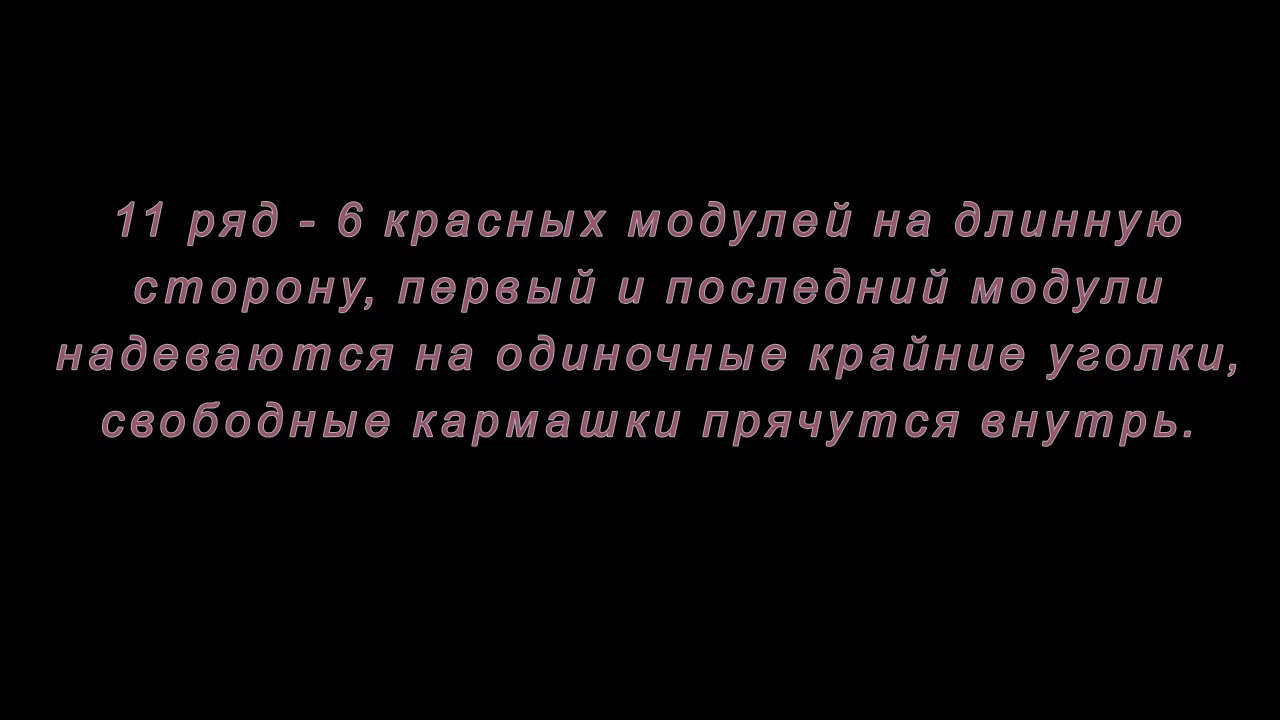 11 ряд - 6 красных модулей на длинную
сторону, первый и последний модули
надеваются на одиночные крайние уголки,
свободные кармашки прячутся внутрь.